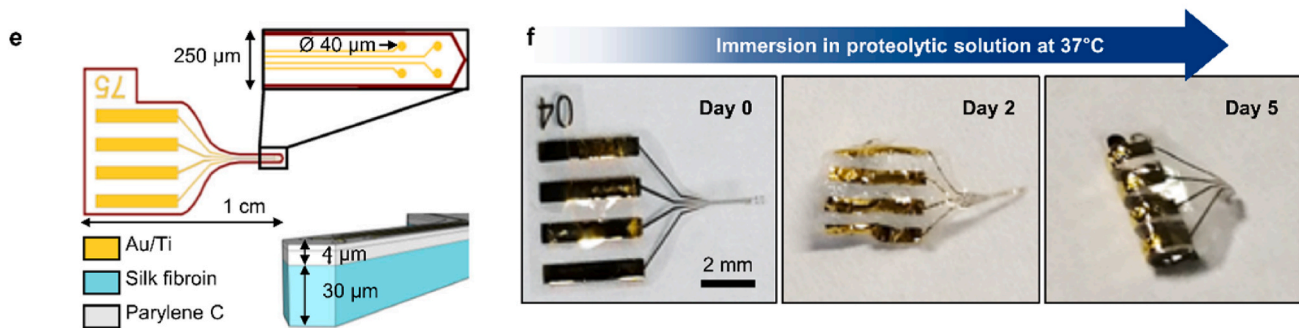 e
250 µm
Ø 40 µm
75
1 cm
Au/Ti
Silk fibroin
Parylene C
4 µm
30 µm
f
Immersion in proteolytic solution at 37°C
04
Day 0
2 mm
Day 2
Day 5